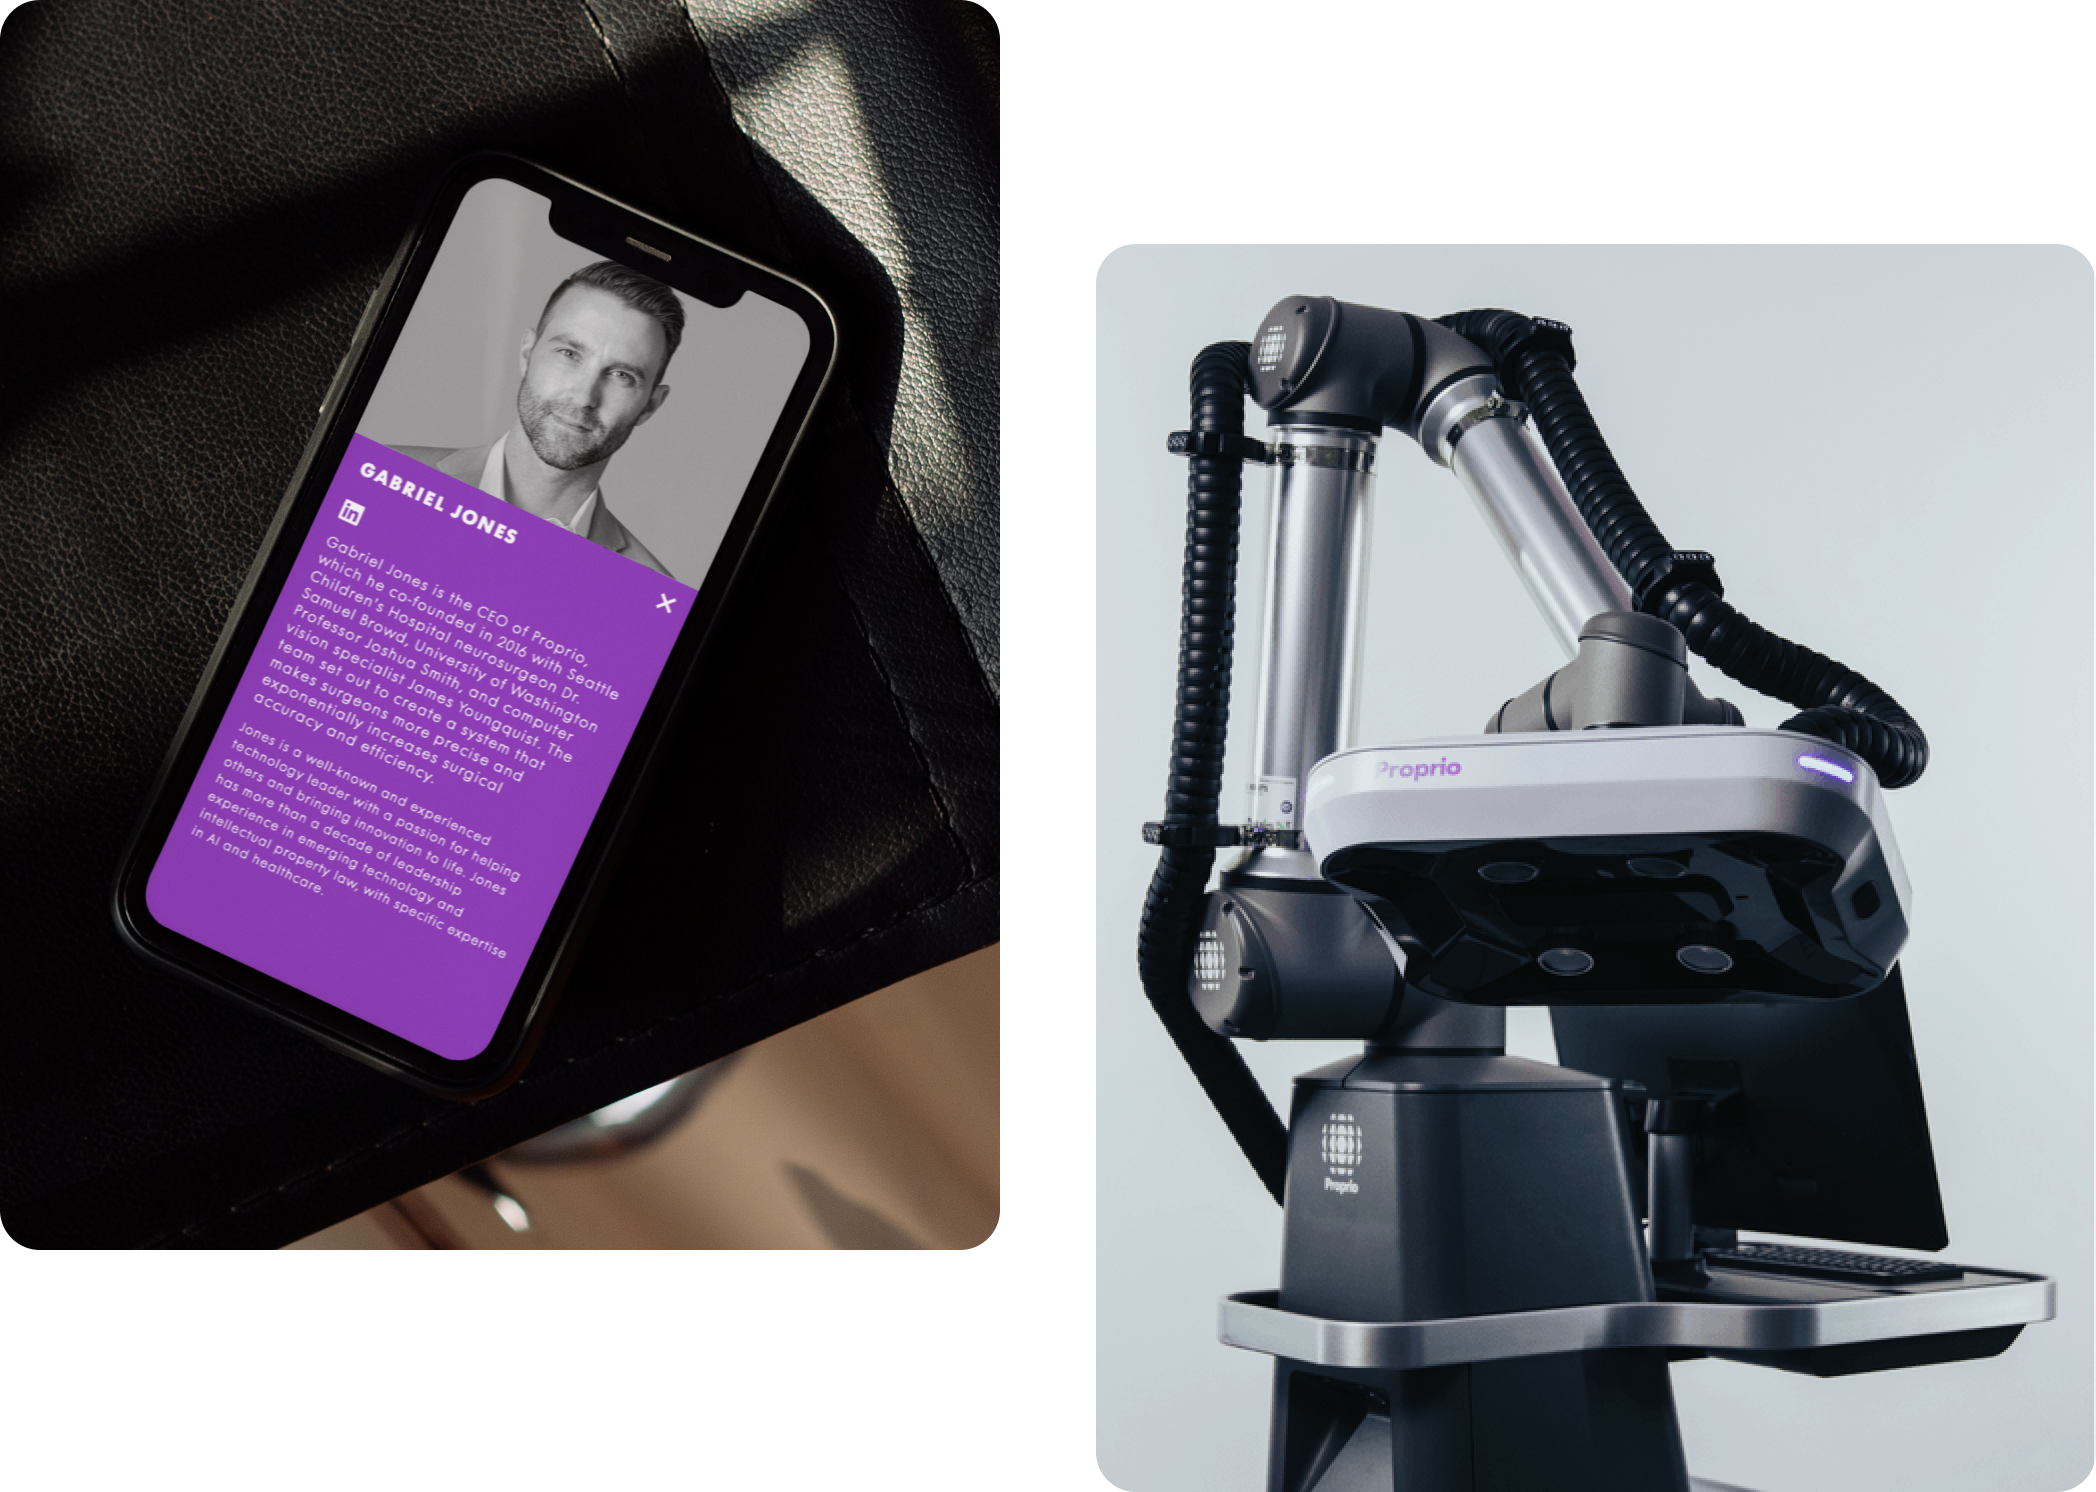 GABRIEL JONES
in
Gabriel Jones is the CEO of Proprio,
which he co-founded in 2016 with Seattle
Children's Hospital neurosurgeon Dr.
Samuel Browd, University of Washington
Professor Joshua Smith, and computer
vision specialist James Youngquist. The
team set out to create a system that
makes surgeons more precise and
exponentially increases surgical
accuracy and efficiency.
Jones is a well-known and experienced
technology leader with a passion for helping
others and bringing innovation to life. Jones
has more than a decade of leadership
experience in emerging technology and
intellectual property law, with specific expertise
in AI and healthcare.
Proprio
Proprio